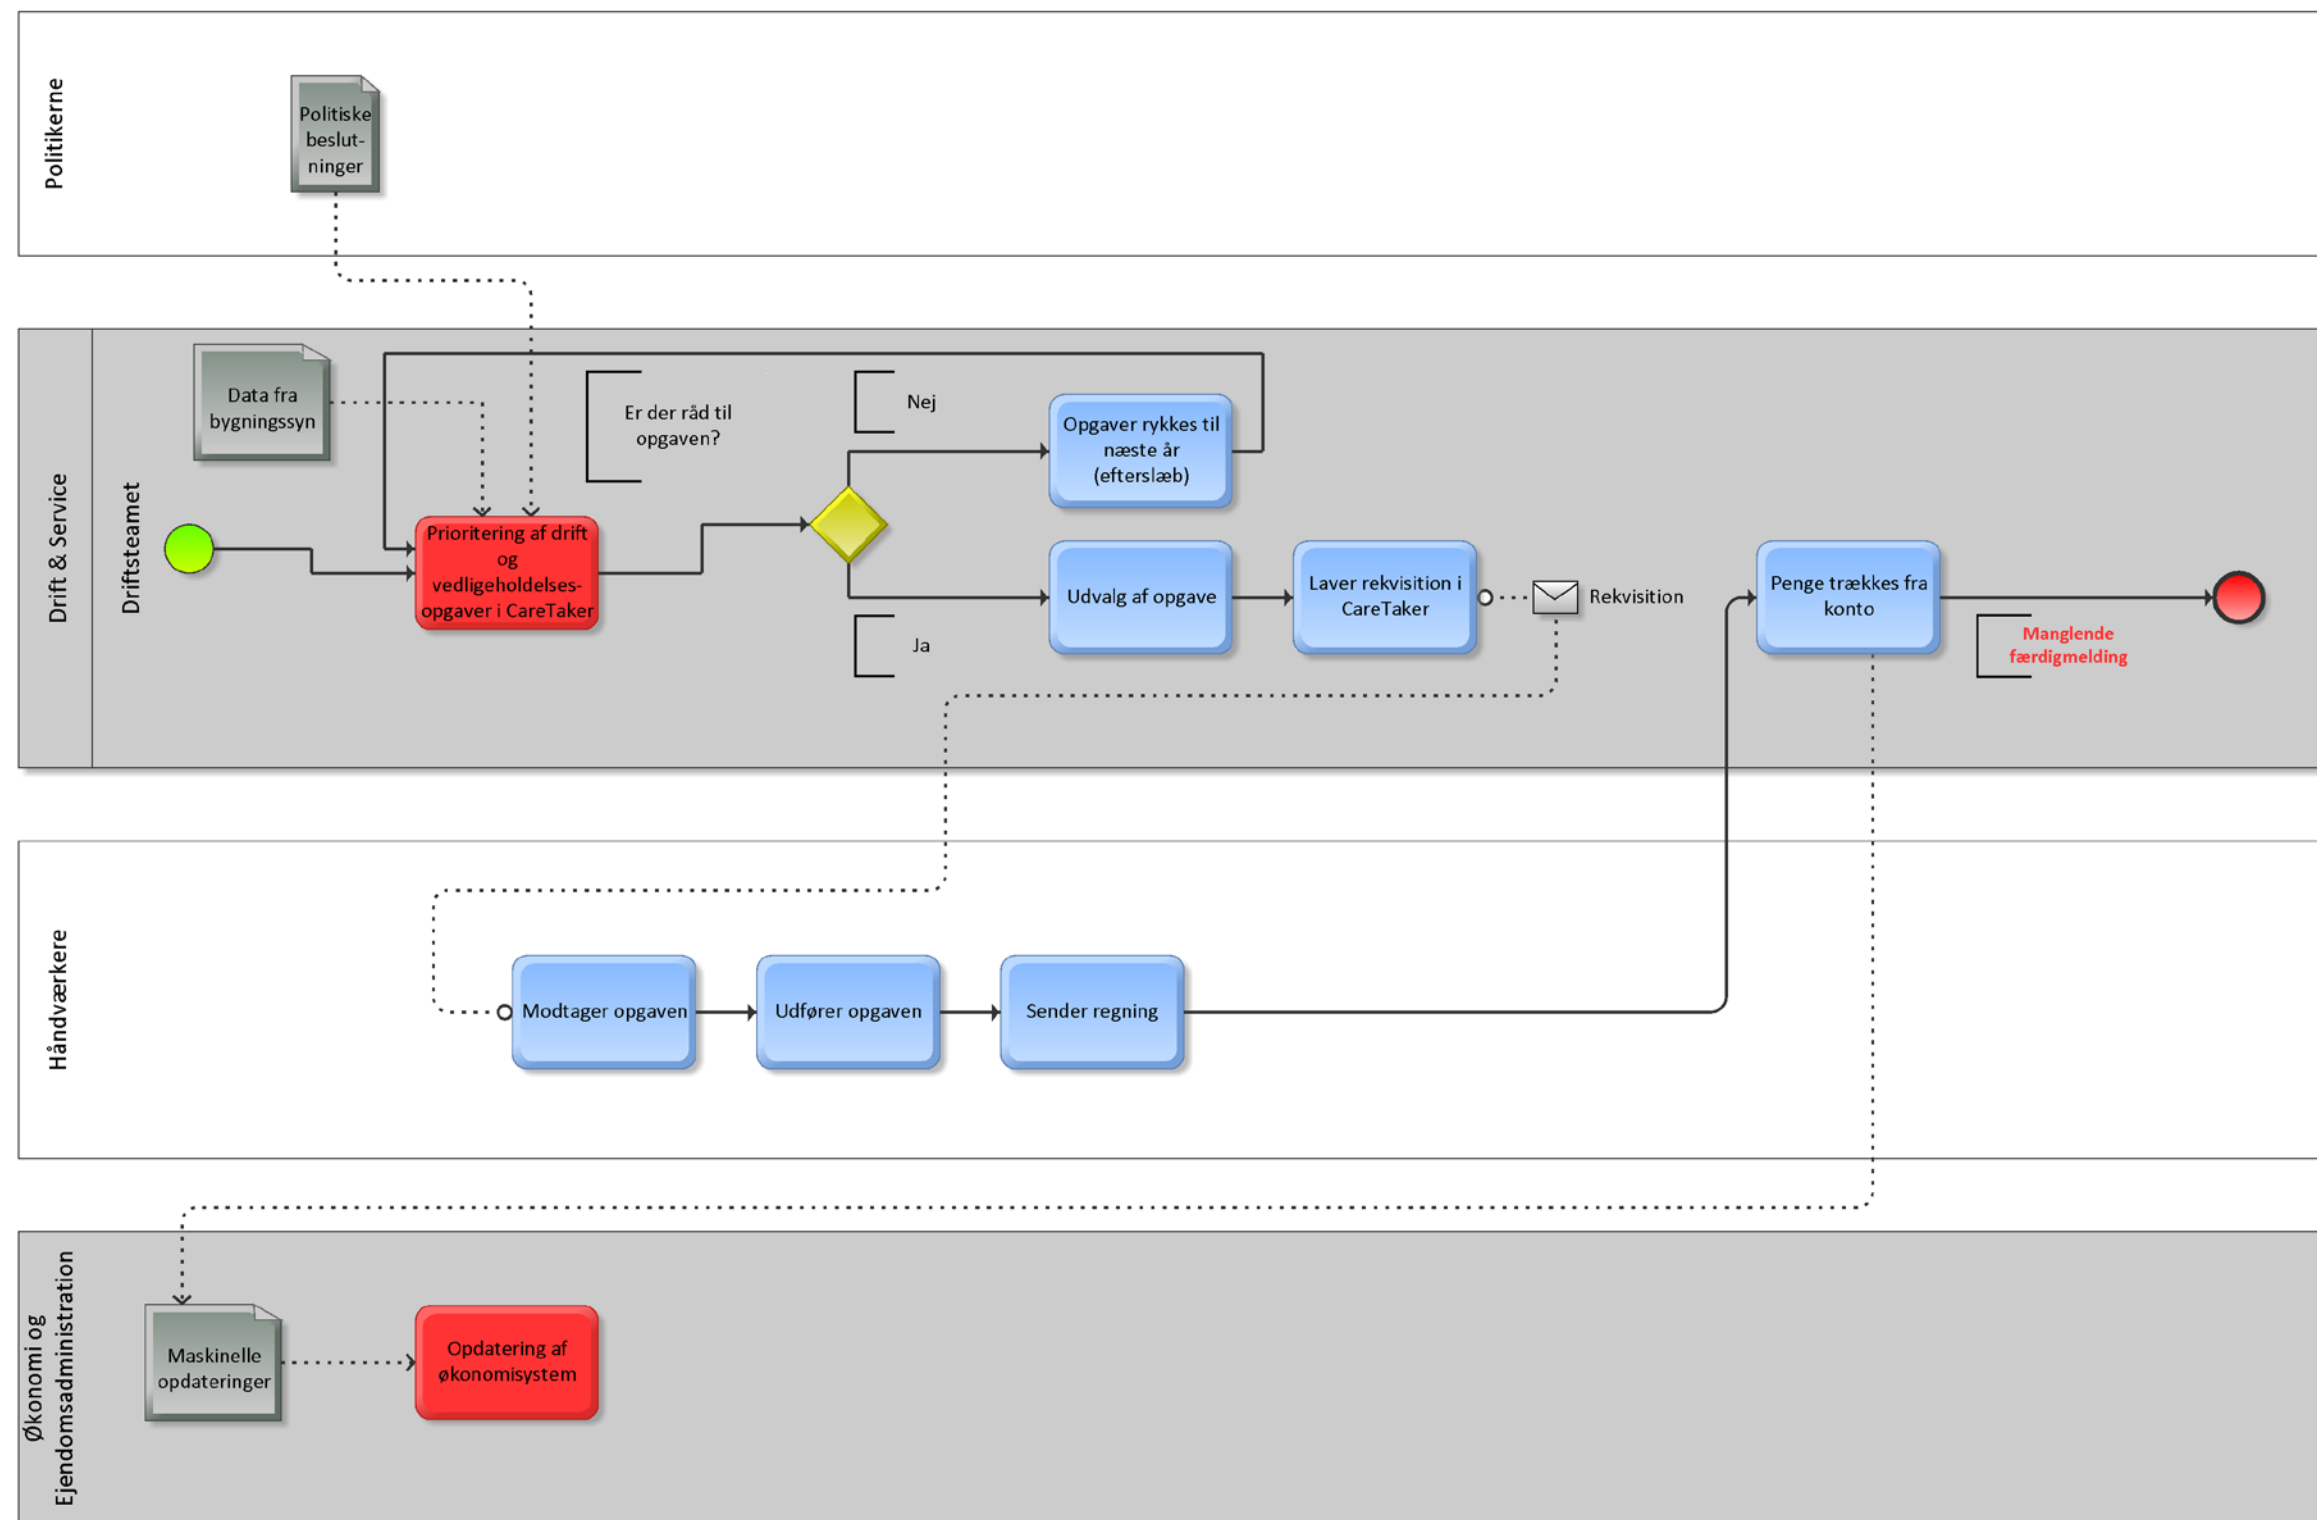 Politikerne
Politiske
beslut-
ninger
Drift & Service
Driftsteamet
Data fra
bygningssyn
Er der råd til
opgaven?
Nej
Opgaver rykkes til
næste år
(efterslæb)
Prioritering af drift
og
vedligeholdelses-
opgaver i CareTaker
Ja
Udvalg af opgave
Laver rekvisition i
CareTaker
Rekvisition
Penge trækkes fra
konto
Manglende
færdigmelding
Håndværkere
Modtager opgaven
Udfører opgaven
Sender regning
Økonomi og
Ejendomsadministration
Maskinelle
opdateringer
Opdatering af
økonomisystem